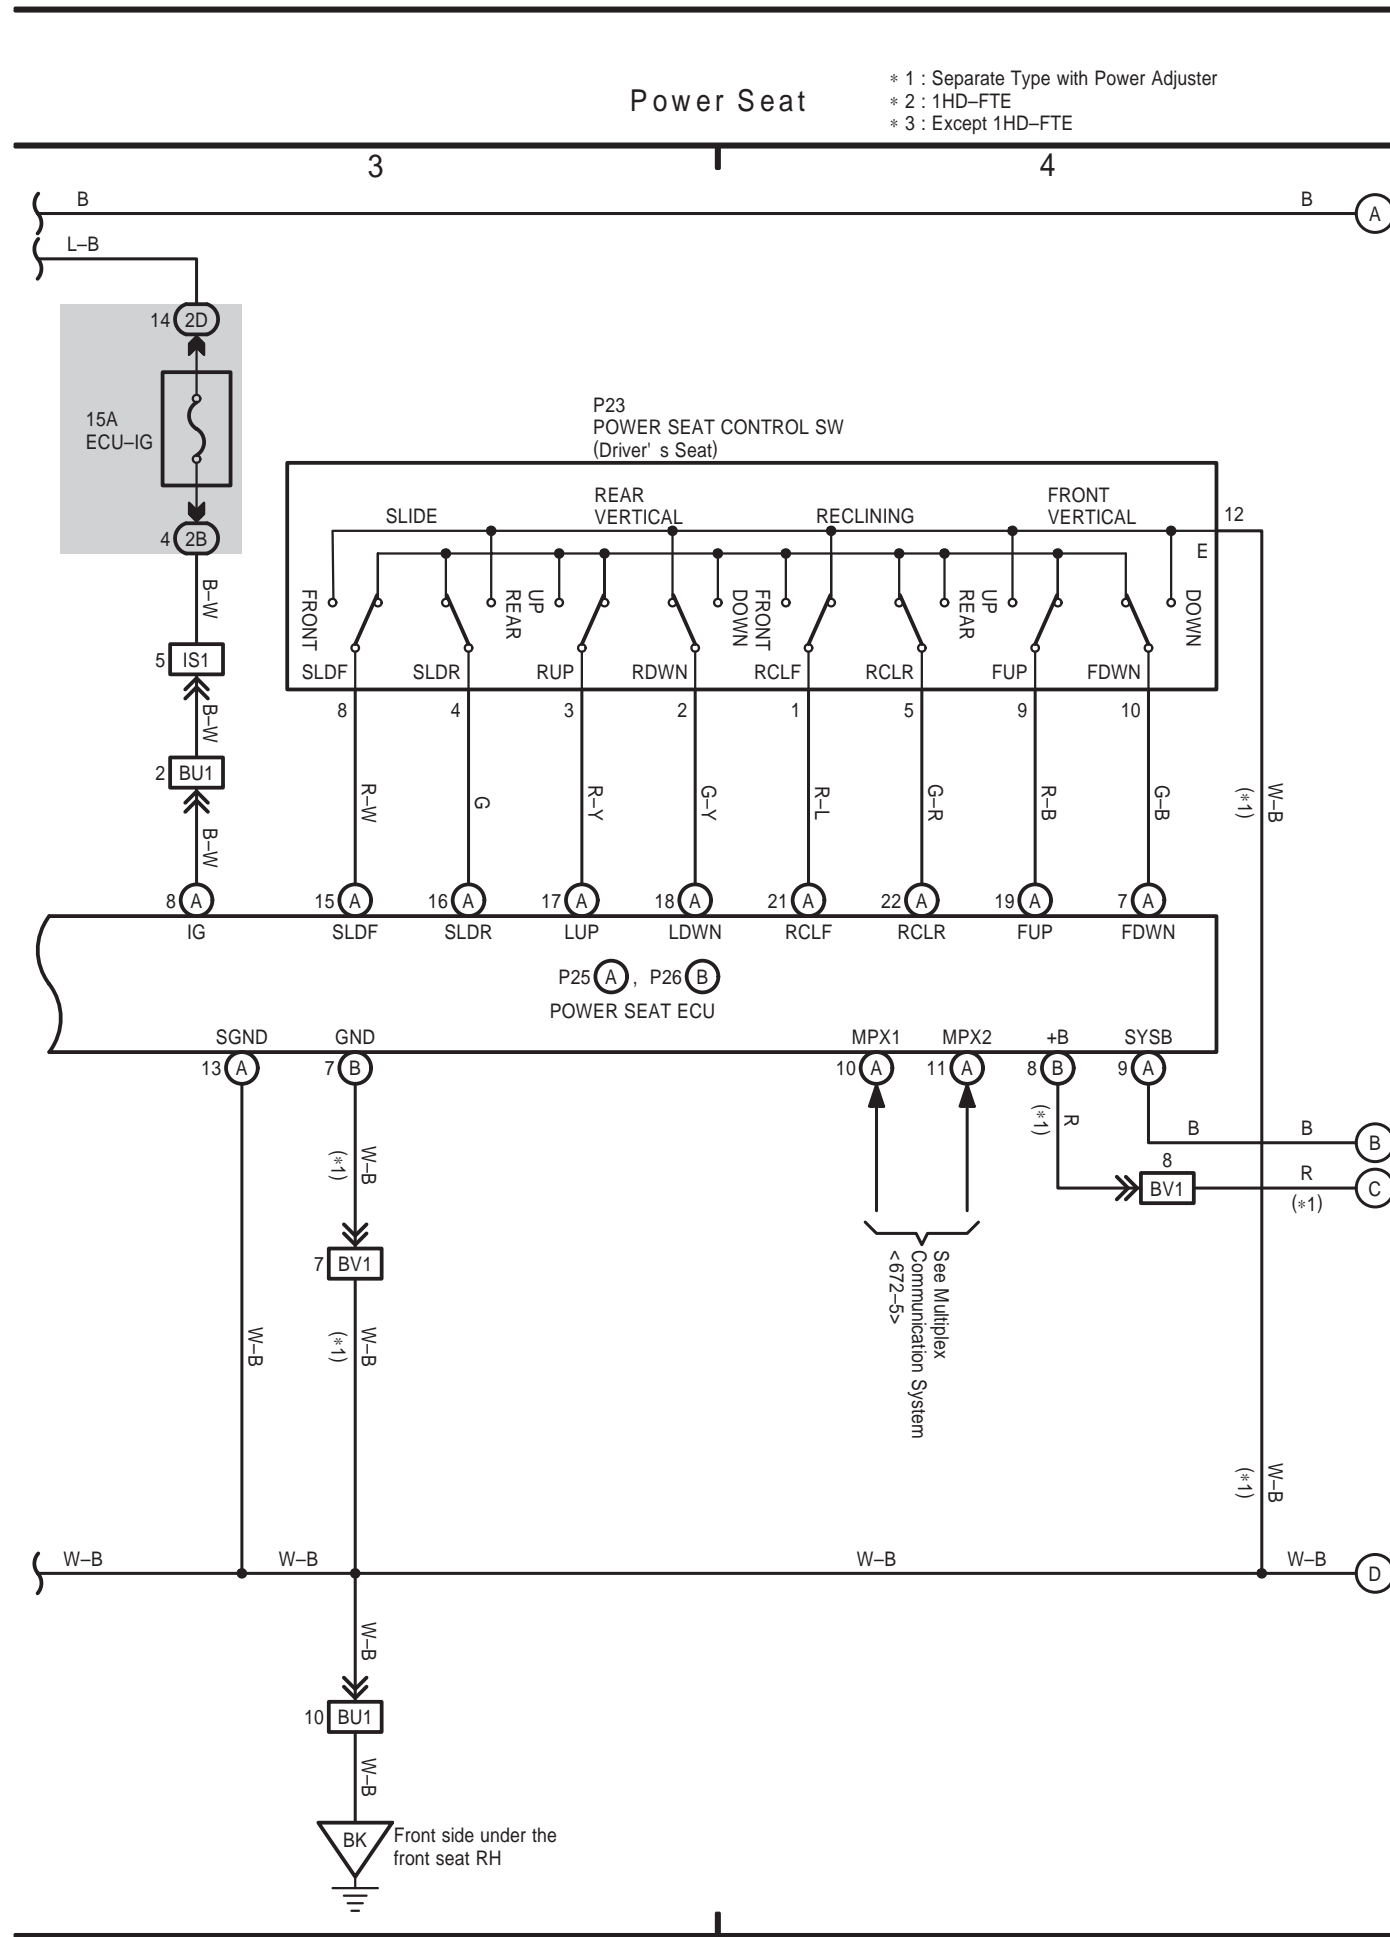 Power Seat
∗ 1 : Separate Type with Power Adjuster
∗ 2 : 1HD–FTE
∗ 3 : Except 1HD–FTE
3
4
B
B
A
L–B
14
2D
15A
ECU–IG
4
2B
P23
POWER SEAT CONTROL SW
(Driver' s Seat)
SLIDE
REAR
VERTICAL
RECLINING
FRONT
VERTICAL
12
E
FRONT
REAR
UP
DOWN
FRONT
REAR
UP
DOWN
SLDF
SLDR
RUP
RDWN
RCLF
RCLR
FUP
FDWN
8
4
3
2
1
5
9
10
B–W
5
IS1
B–W
2
BU1
B–W
R–W
G
R–Y
G–Y
R–L
G–R
R–B
G–B
W–B
(∗1)
8
A
15
A
16
A
17
A
18
A
21
A
22
A
19
A
7
A
IG
SLDF
SLDR
LUP
LDWN
RCLF
RCLR
FUP
FDWN
P25
A
, P26
B
POWER SEAT ECU
SGND
GND
MPX1
MPX2
+B
SYSB
13
A
7
B
10
A
11
A
8
B
9
A
R
(∗1)
B
B
B
8
BV1
R
(∗1)
C
W–B
(∗1)
7
BV1
See Multiplex
Communication System
<672–5>
W–B
W–B
(∗1)
W–B
(∗1)
W–B
W–B
W–B
W–B
D
W–B
10
BU1
W–B
BK
Front side under the
front seat RH